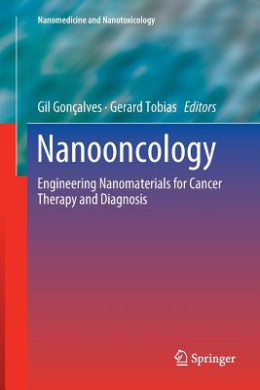 Nanomedicine and Nanotoxicology
Gil Gonçalves · Gerard Tobias Editors
Nanooncology
Engineering Nanomaterials for Cancer
Therapy and Diagnosis
Springer